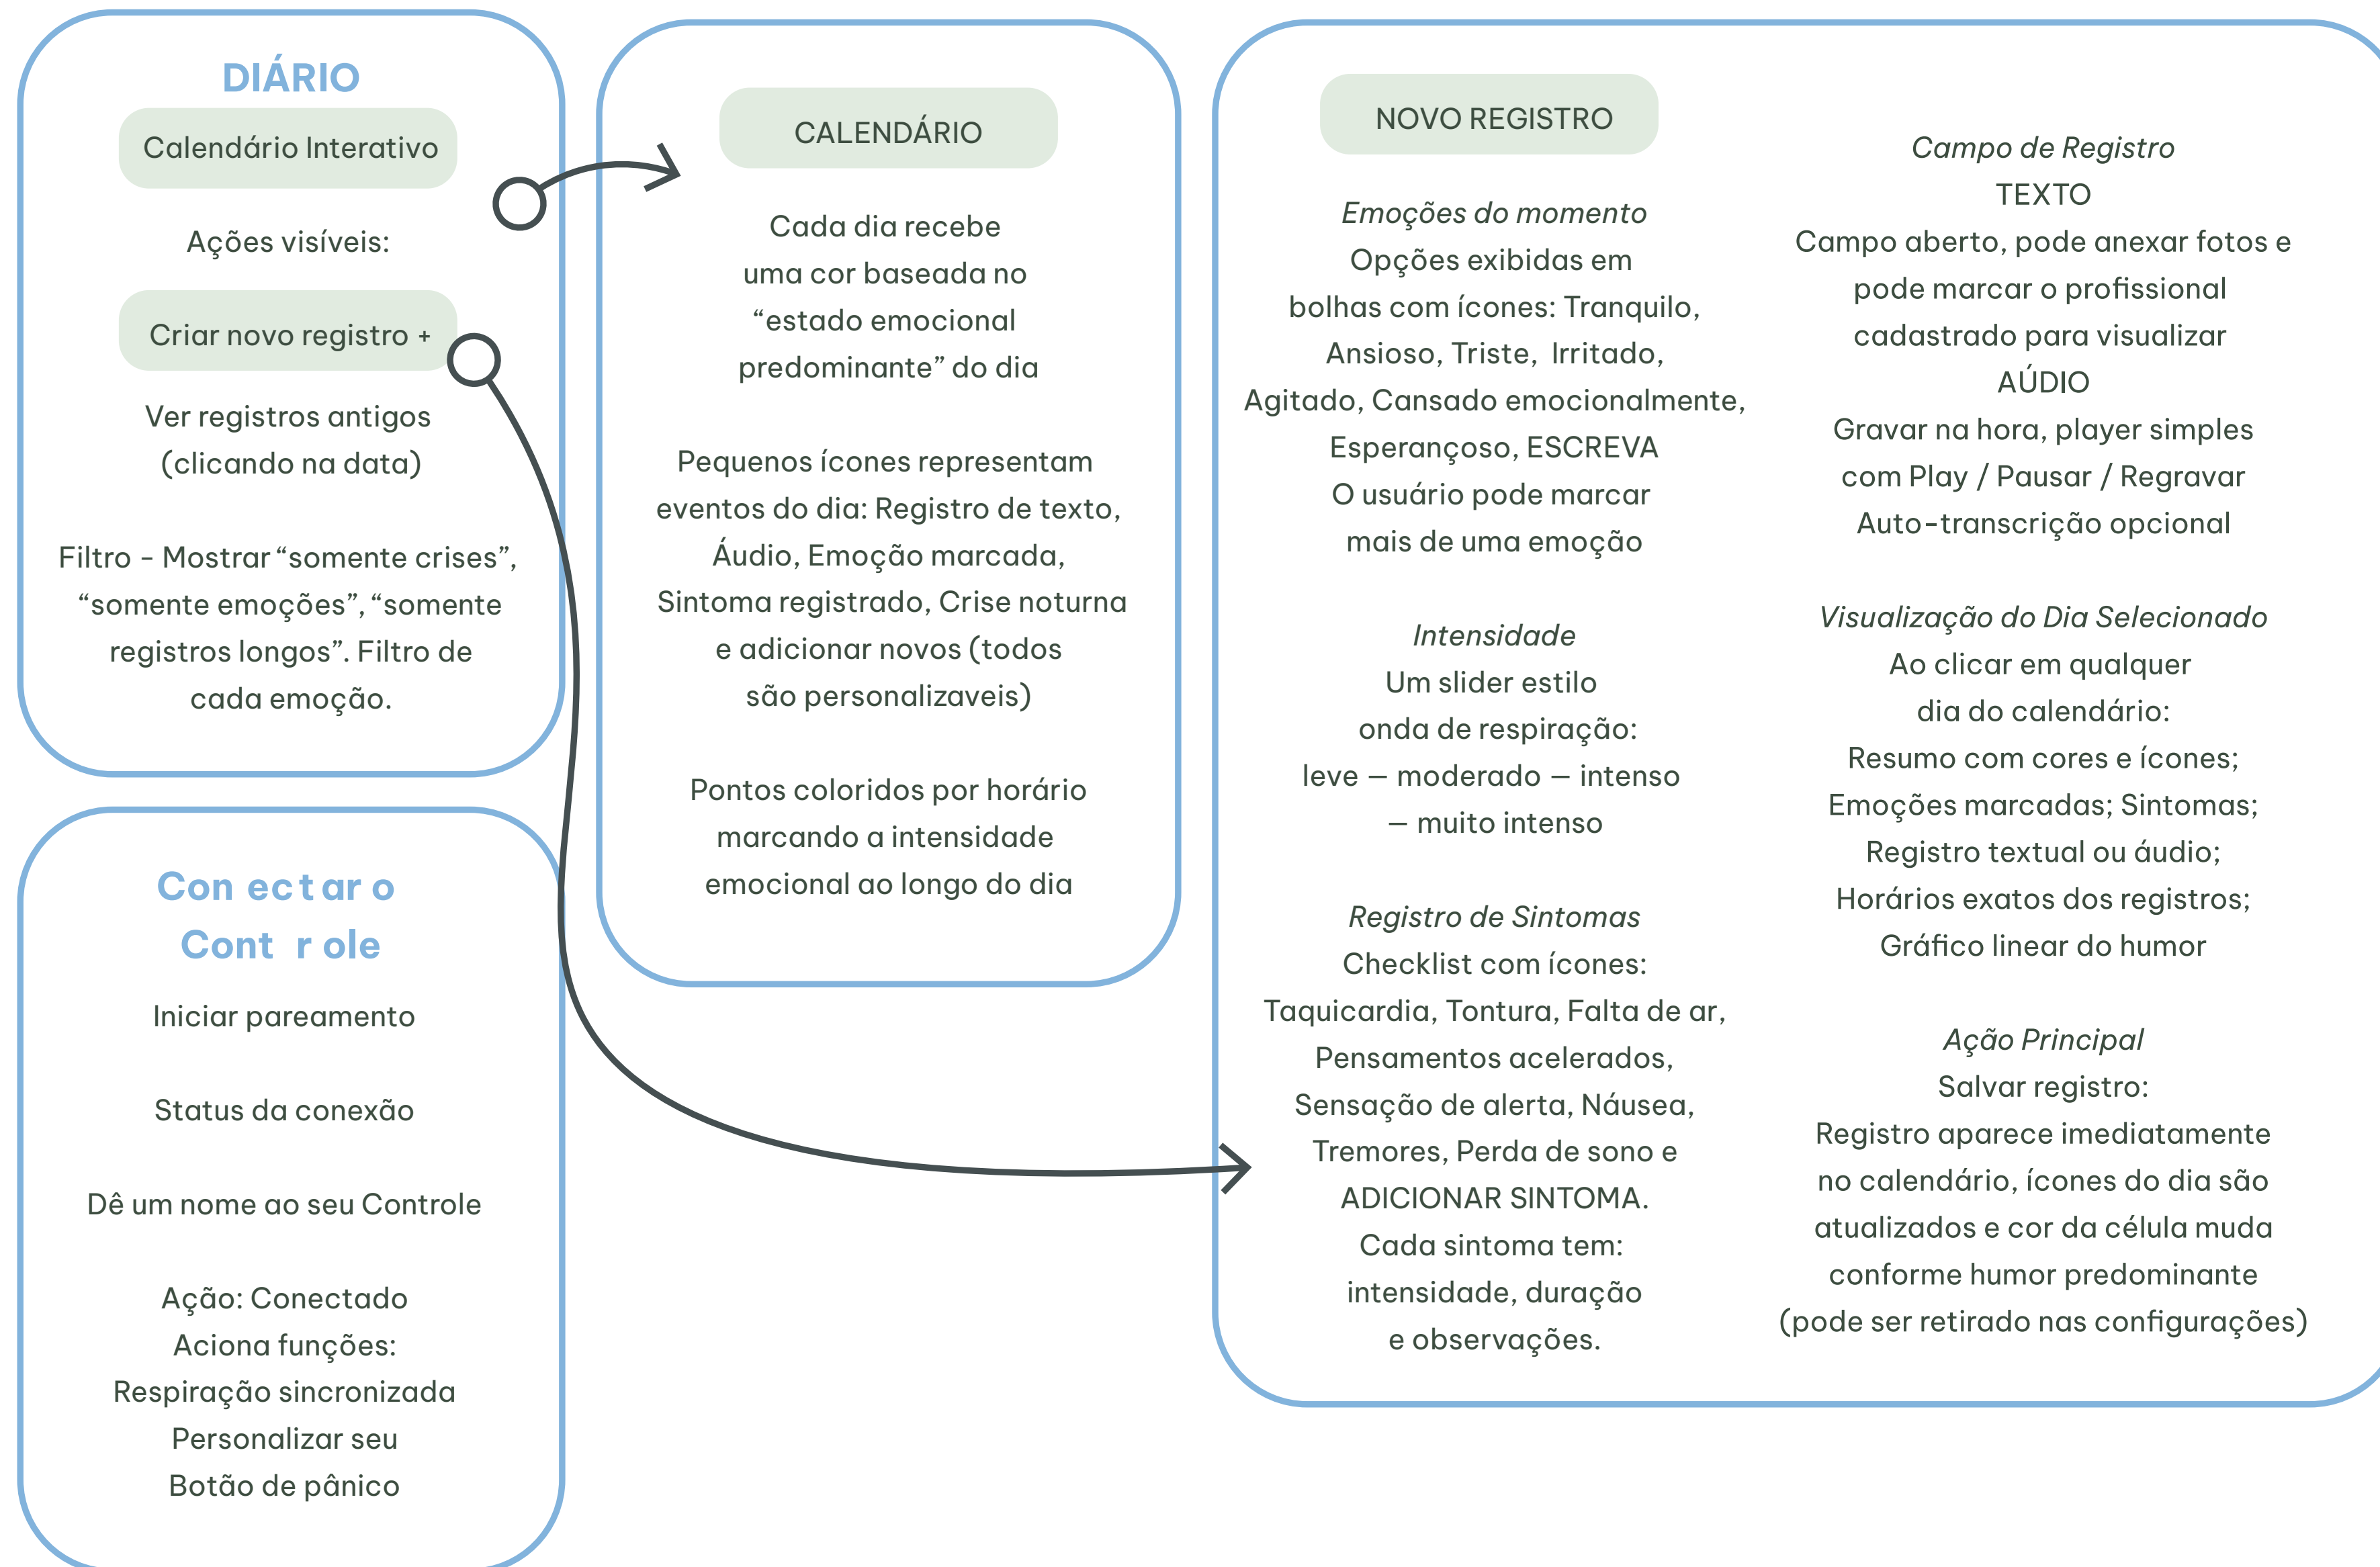 DIÁRIO
Calendário Interativo
Ações visíveis:
Criar novo registro +
Ver registros antigos
(clicando na data)
Filtro - Mostrar “somente crises”,
“somente emoções”, “somente
registros longos”. Filtro de
cada emoção.
Conectar o
Controle
Iniciar pareamento
Status da conexão
Dê um nome ao seu Controle
Ação: Conectado
Aciona funções:
Respiração sincronizada
Personalizar seu
Botão de pânico
CALENDÁRIO
Cada dia recebe
uma cor baseada no
“estado emocional
predominante” do dia
Pequenos ícones representam
eventos do dia: Registro de texto,
Áudio, Emoção marcada,
Sintoma registrado, Crise noturna
e adicionar novos (todos
são personalizaveis)
Pontos coloridos por horário
marcando a intensidade
emocional ao longo do dia
NOVO REGISTRO
Emoções do momento
Opções exibidas em
bolhas com ícones: Tranquilo,
Ansioso, Triste, Irritado,
Agitado, Cansado emocionalmente,
Esperançoso, ESCREVA
O usuário pode marcar
mais de uma emoção
Intensidade
Um slider estilo
onda de respiração:
leve — moderado — intenso
— muito intenso
Registro de Sintomas
Checklist com ícones:
Taquicardia, Tontura, Falta de ar,
Pensamentos acelerados,
Sensação de alerta, Náusea,
Tremores, Perda de sono e
ADICIONAR SINTOMA.
Cada sintoma tem:
intensidade, duração
e observações.
Campo de Registro
TEXTO
Campo aberto, pode anexar fotos e
pode marcar o profissional
cadastrado para visualizar
AÚDIO
Gravar na hora, player simples
com Play / Pausar / Regravar
Auto-transcrição opcional
Visualização do Dia Selecionado
Ao clicar em qualquer
dia do calendário:
Resumo com cores e ícones;
Emoções marcadas; Sintomas;
Registro textual ou áudio;
Horários exatos dos registros;
Gráfico linear do humor
Ação Principal
Salvar registro:
Registro aparece imediatamente
no calendário, ícones do dia são
atualizados e cor da célula muda
conforme humor predominante
(pode ser retirado nas configurações)